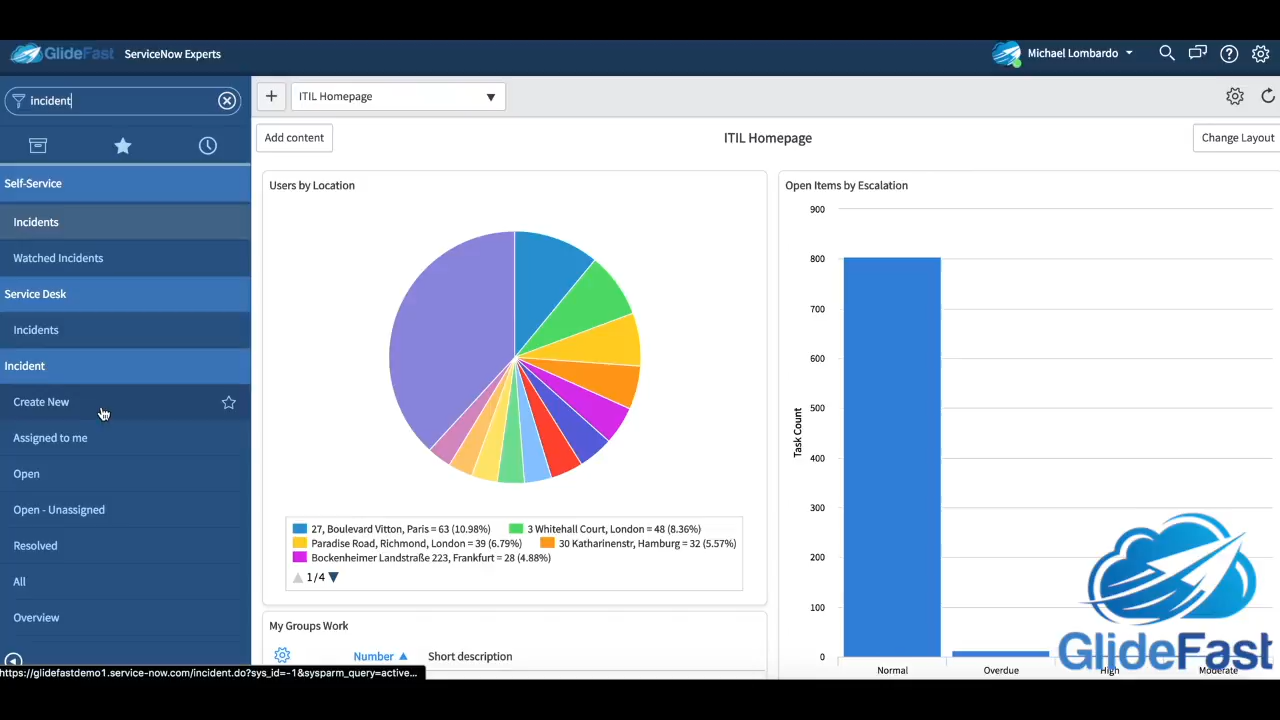 GlideFast ServiceNow Experts
Michael Lombardo
incident
ITIL Homepage
Add content
ITIL Homepage
Change Layout
Self-Service
Incidents
Watched Incidents
Service Desk
Incidents
Incident
Create New
Assigned to me
Open
Open - Unassigned
Resolved
All
Overview
https://glidefastdemo1.service-now.com/incident.do?sys_id=-1&sysparm_query=active...
Users by Location
27, Boulevard Vitton, Paris = 63 (10.98%)
3 Whitehall Court, London = 48 (8.36%)
Paradise Road, Richmond, London = 39 (6.79%)
30 Katharinenstr, Hamburg = 32 (5.57%)
Bockenheimer Landstraße 223, Frankfurt = 28 (4.88%)
1/4
My Groups Work
Number
Short description
Open Items by Escalation
900
800
700
600
500
400
300
200
100
0
Task Count
Normal
Overdue
High
Moderate
GlideFast